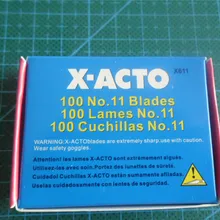 X-ACTO
X611
100 No.11 Blades
100 Lames No.11
100 Cuchillas No.11
WARNING: X-ACTO blades are extremely sharp, use with caution.
Wear safety goggles.
Attention! les lames X-ACTO sont extrêmement aiguës.
Utilisez-les avec prudence. Portez des lunettes de sûreté.
Cuidado! Cuchillas X-ACTO están sumamente afiladas.
Úselas cuidadosamente y con lentes de seguridad.